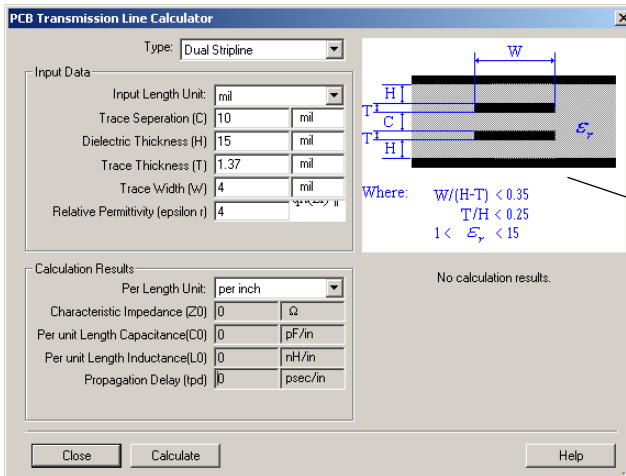 PCB Transmission Line Calculator
Type: Dual Stripline
Input Data
Input Length Unit: mil
Trace Seperation (C) 10 mil
Dielectric Thickness (H) 15 mil
Trace Thickness (T) 1.37 mil
Trace Width (W) 4 mil
Relative Permittivity (epsilon r) 4
W
H
T
C
T
H
εr
Where: W/(H-T) < 0.35
T/H < 0.25
1 < εr < 15
Calculation Results
Per Length Unit: per inch
Characteristic Impedance (Z0) 0 Ω
Per unit Length Capacitance(C0) 0 pF/in
Per unit Length Inductance(L0) 0 nH/in
Propagation Delay (tpd) 0 psec/in
No calculation results.
Close
Calculate
Help